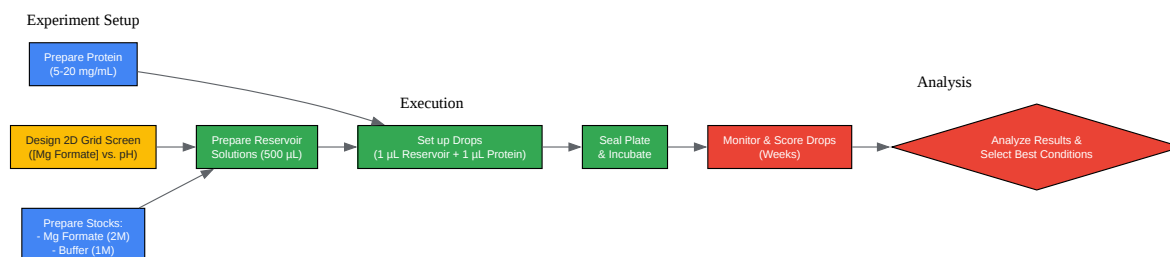 Experiment Setup
Prepare Protein
(5-20 mg/mL)
Execution
Analysis
Design 2D Grid Screen
([Mg Formate] vs. pH)
Prepare Reservoir
Solutions (500 µL)
Set up Drops
(1 µL Reservoir + 1 µL Protein)
Seal Plate
& Incubate
Monitor & Score Drops
(Weeks)
Analyze Results &
Select Best Conditions
Prepare Stocks:
- Mg Formate (2M)
- Buffer (1M)